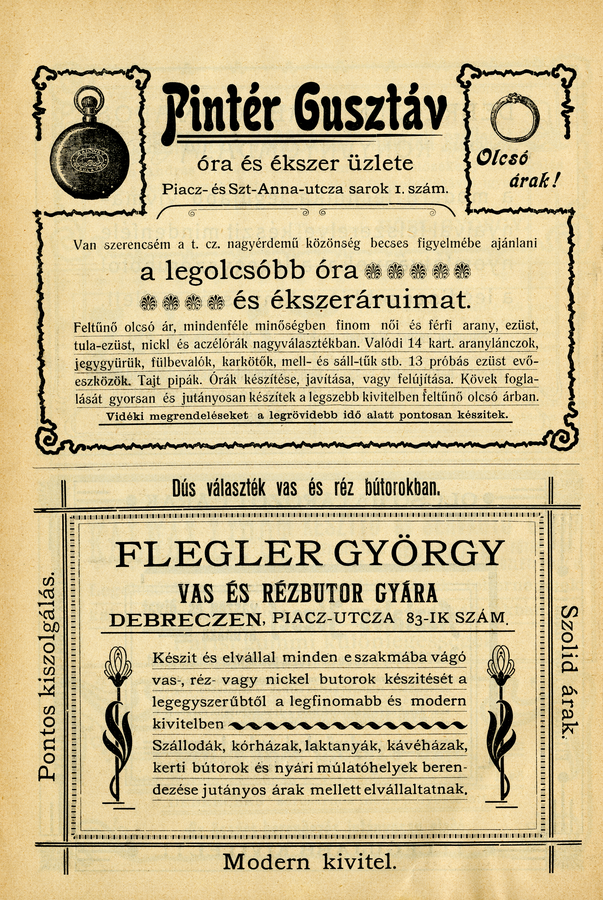 Pintér Gusztáv
óra és ékszer üzlete
Piacz- és Szt-Anna-utcza sarok 1. szám.
Olcsó
árak!
Van szerencsém a t. cz. nagyérdemű közönség becses figyelmébe ajánlani
a legolcsóbb óra
és ékszeráruimat.
Feltűnő olcsó ár, mindenféle minőségben finom női és férfi arany, ezüst,
tula-ezüst, nickl és aczélórák nagyválasztékban. Valódi 14 kart. aranylánczok,
jegygyürük, fülbevalók, karkötők, mell- és sáll-tűk stb. 13 próbás ezüst evő-
eszközök. Tajt pipák. Órák készítése, javítása, vagy felújítása. Kövek fogla-
lását gyorsan és jutányosan készítek a legszebb kivitelben feltűnő olcsó árban.
Vidéki megrendeléseket a legrövidebb idő alatt pontosan készitek.
Dús választék vas és réz bútorokban.
Pontos kiszolgálás.
FLEGLER GYÖRGY
VAS ÉS RÉZBUTOR GYÁRA
DEBRECZEN, PIACZ-UTCZA 83-IK SZÁM.
Készit és elvállal minden e szakmába vágó
vas-, réz- vagy nickel butorok készitését a
legegyszerűbtől a legfinomabb és modern
kivitelben
Szállodák, kórházak, laktanyák, kávéházak,
kerti bútorok és nyári múlatóhelyek beren-
dezése jutányos árak mellett elvállaltatnak.
Szolid árak.
Modern kivitel.